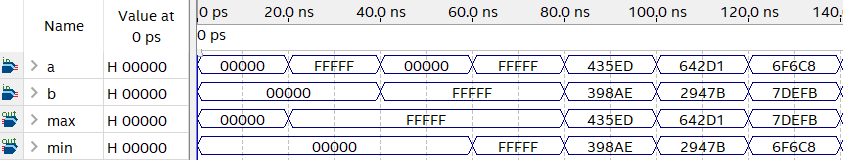 Name Value at 0 ps 0 ps 20.0 ns 40.0 ns 60.0 ns 80.0 ns 100.0 ns 120.0 ns 140.
0 ps
a H 00000 00000 FFFFF 00000 FFFFF 435ED 642D1 6F6C8
b H 00000 00000 FFFFF 398AE 2947B 7DEFB
max H 00000 00000 FFFFF 435ED 642D1 7DEFB
min H 00000 00000 FFFFF 398AE 2947B 6F6C8